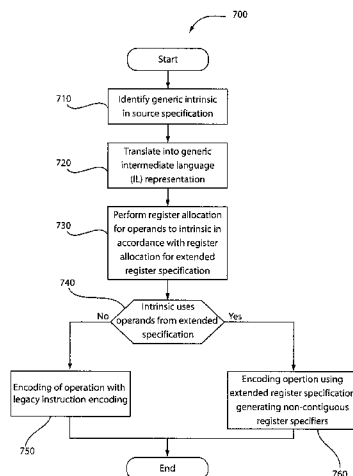 700
Start
710
Identify generic intrinsic
in source specification
720
Translate into generic
intermediate language
(IL) representation
730
Perform register allocation
for operands to intrinsic in
accordance with register
allocation for extended
register specification
740
Intrinsic uses
operands from extended
specification
No
Yes
Encoding of operation with
legacy instruction encoding
750
Encoding opertion using
extended register specification
generating non-contiguous
register specifiers
760
End